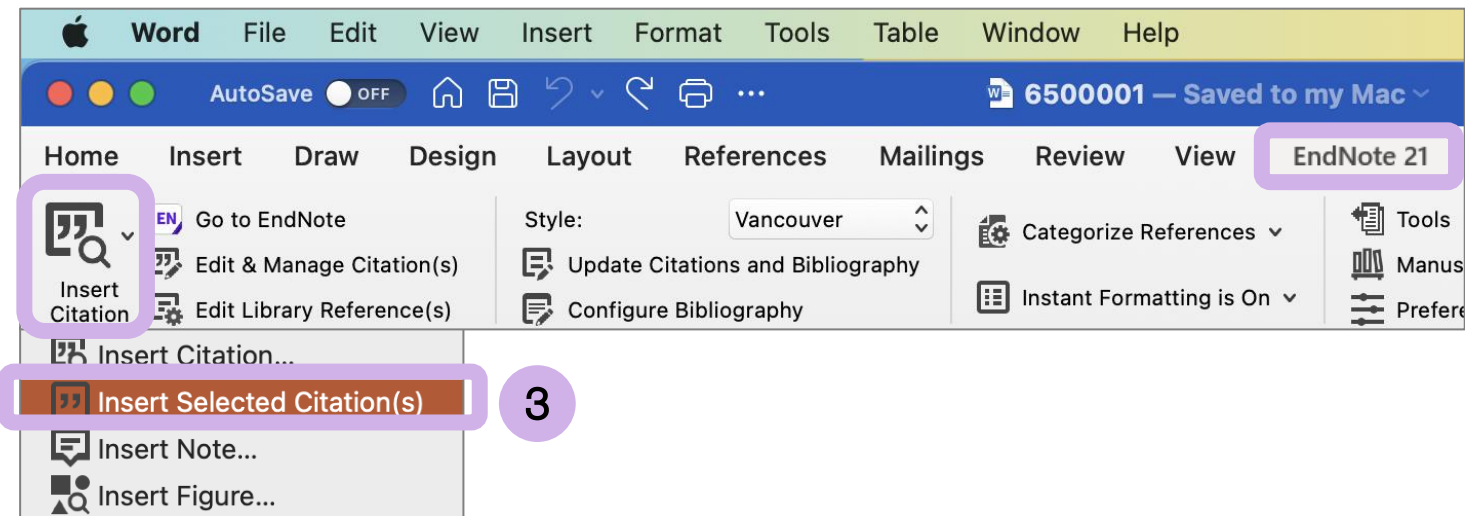 Word File Edit View Insert Format Tools Table Window Help
AutoSave OFF ... W 6500001 — Saved to my Mac
Home Insert Draw Design Layout References Mailings Review View EndNote 21
EN Go to EndNote Style: Vancouver Tools
Categorize References
Edit & Manage Citation(s) Update Citations and Bibliography Manus
Insert
Instant Formatting is On
Citation Edit Library Reference(s) Configure Bibliography Prefere
Insert Citation...
Insert Selected Citation(s) 3
Insert Note...
Insert Figure...